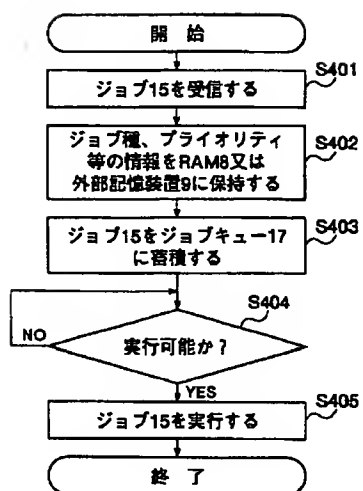 開 始
S401
ジョブ15を受信する
S402
ジョブ種、プライオリティ
等の情報をRAM8又は
外部記憶装置9に保持する
S403
ジョブ15をジョブキュー17
に蓄積する
S404
実行可能か?
NO
YES
S405
ジョブ15を実行する
終 了